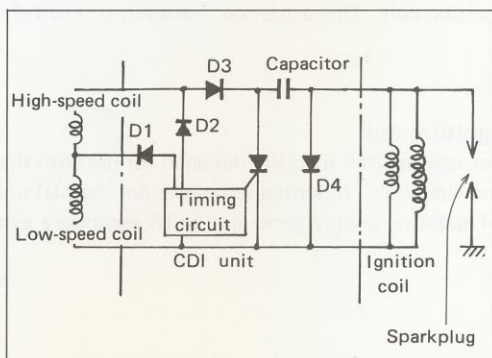 D3
Capacitor
High-speed coil
D1
D2
D4
Timing
circuit
Low-speed coil
CDI unit
Ignition
coil
Sparkplug